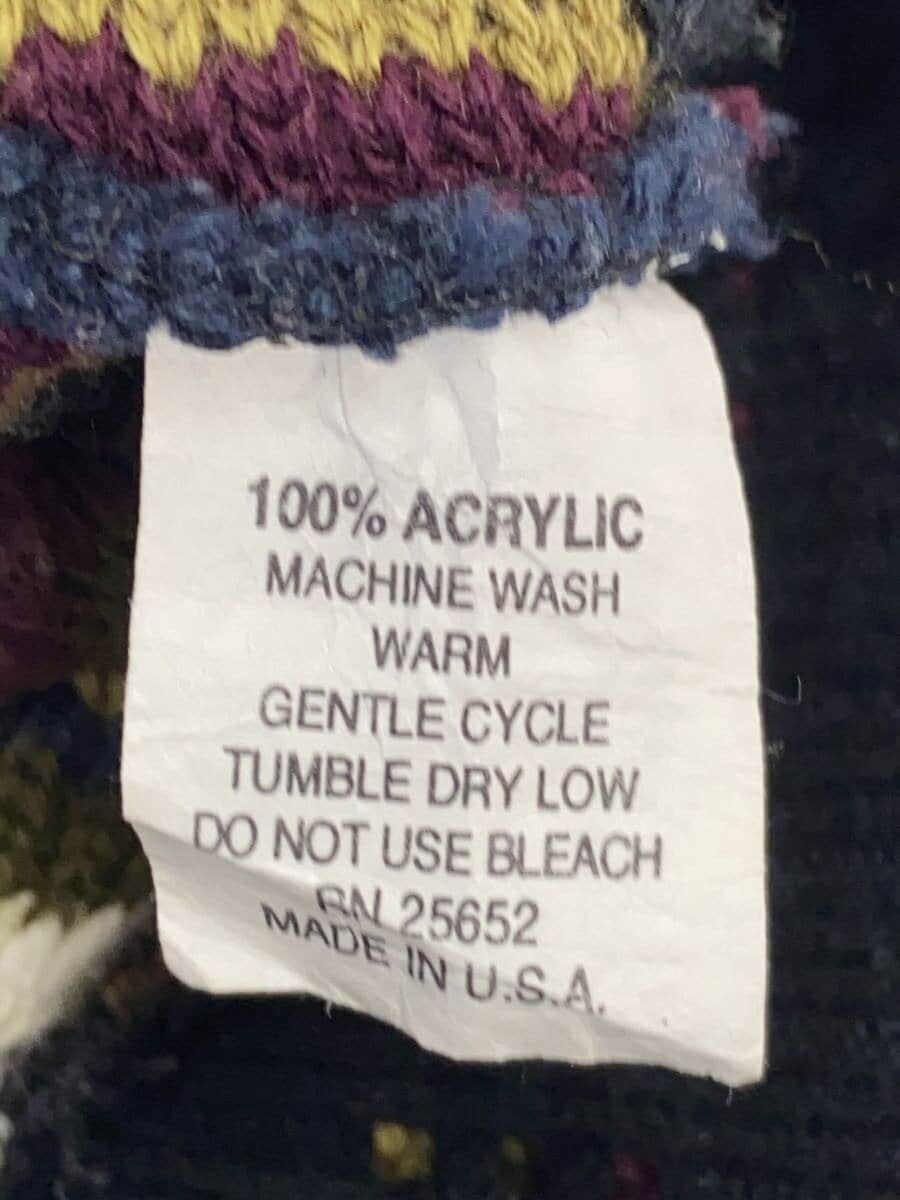 100% ACRYLIC
MACHINE WASH
WARM
GENTLE CYCLE
TUMBLE DRY LOW
DO NOT USE BLEACH
RN 25652
MADE IN U.S.A.